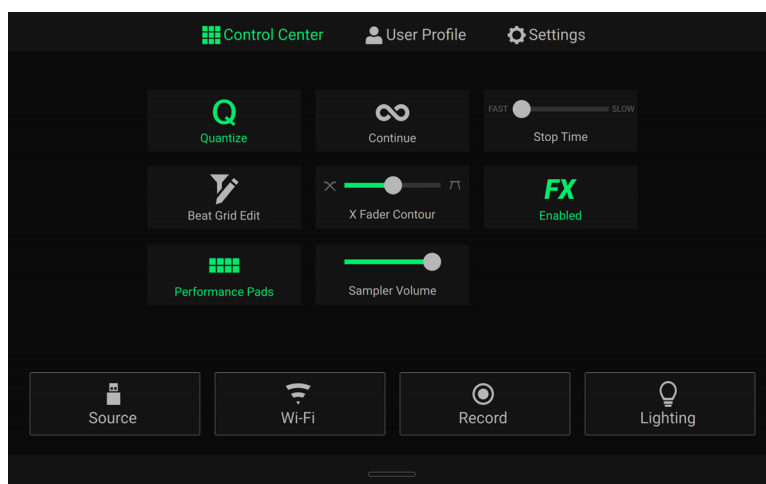 Control Center
User Profile
Settings
Q
Quantize
Continue
FAST
SLOW
Stop Time
Beat Grid Edit
X Fader Contour
FX
Enabled
Performance Pads
Sampler Volume
Source
Wi-Fi
Record
Lighting